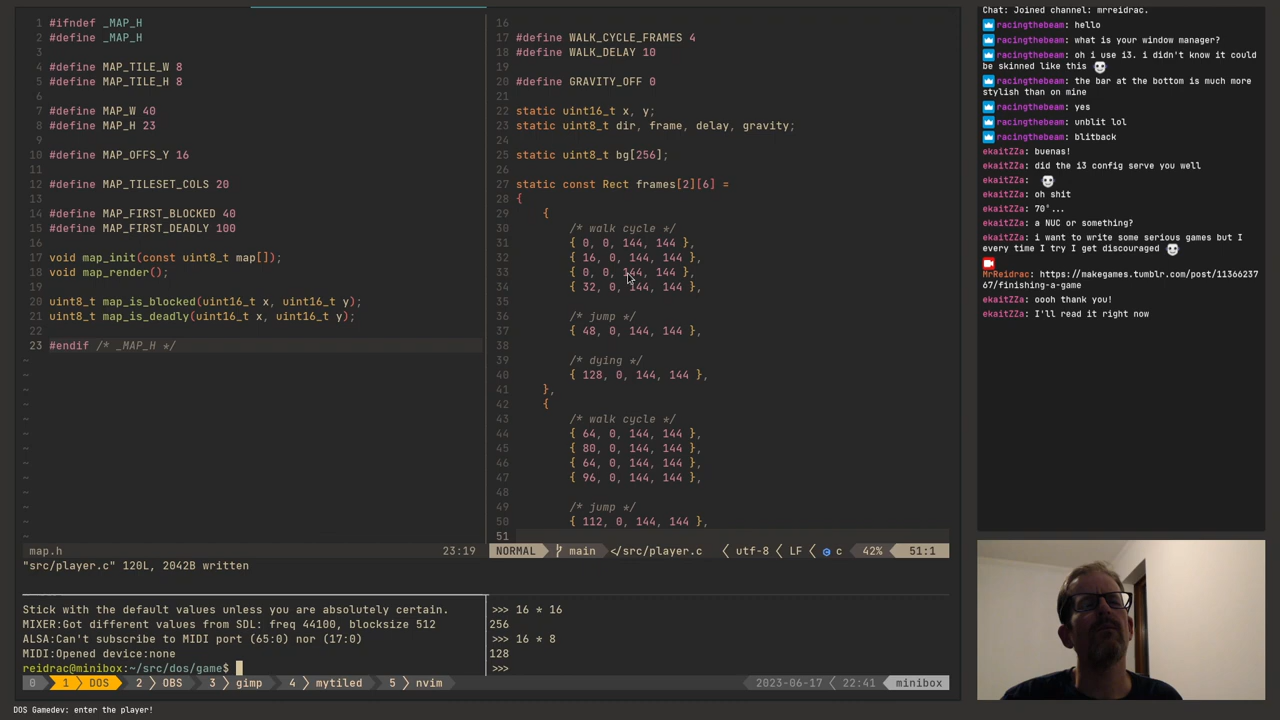 1 #ifndef _MAP_H
2 #define _MAP_H
3
4 #define MAP_TILE_W 8
5 #define MAP_TILE_H 8
6
7 #define MAP_W 40
8 #define MAP_H 23
9
10 #define MAP_OFFS_Y 16
11
12 #define MAP_TILESET_COLS 20
13
14 #define MAP_FIRST_BLOCKED 40
15 #define MAP_FIRST_DEADLY 100
16
17 void map_init(const uint8_t map[]);
18 void map_render();
19
20 uint8_t map_is_blocked(uint16_t x, uint16_t y);
21 uint8_t map_is_deadly(uint16_t x, uint16_t y);
22
23 #endif /* _MAP_H */
~
~
~
~
~
~
~
~
~
~
~
~
~
map.h 23:19
16
17 #define WALK_CYCLE_FRAMES 4
18 #define WALK_DELAY 10
19
20 #define GRAVITY_OFF 0
21
22 static uint16_t x, y;
23 static uint8_t dir, frame, delay, gravity;
24
25 static uint8_t bg[256];
26
27 static const Rect frames[2][6] =
28 {
29 {
30 /* walk cycle */
31 { 0, 0, 144, 144 },
32 { 16, 0, 144, 144 },
33 { 0, 0, 144, 144 },
34 { 32, 0, 144, 144 },
35
36 /* jump */
37 { 48, 0, 144, 144 },
38
39 /* dying */
40 { 128, 0, 144, 144 },
41 },
42 {
43 /* walk cycle */
44 { 64, 0, 144, 144 },
45 { 80, 0, 144, 144 },
46 { 64, 0, 144, 144 },
47 { 96, 0, 144, 144 },
48
49 /* jump */
50 { 112, 0, 144, 144 },
51
NORMAL main </src/player.c utf-8 LF c 42% 51:1
"src/player.c" 120L, 2042B written
Stick with the default values unless you are absolutely certain.
MIXER:Got different values from SDL: freq 44100, blocksize 512
ALSA:Can't subscribe to MIDI port (65:0) nor (17:0)
MIDI:Opened device:none
reidrac@minibox:~/src/dos/game$
>>> 16 * 16
256
>>> 16 * 8
128
>>>
0 1 DOS 2 OBS 3 gimp 4 mytiled 5 nvim 2023-06-17 22:41 minibox
DOS Gamedev: enter the player!
Chat: Joined channel: mrreidrac.
racingthebeam: hello
racingthebeam: what is your window manager?
racingthebeam: oh i use i3. i didn't know it could
be skinned like this
racingthebeam: the bar at the bottom is much more
stylish than on mine
racingthebeam: yes
racingthebeam: unblit lol
racingthebeam: blitback
ekaitZZa: buenas!
ekaitZZa: did the i3 config serve you well
ekaitZZa:
ekaitZZa: oh shit
ekaitZZa: 70°...
ekaitZZa: a NUC or something?
ekaitZZa: i want to write some serious games but I
every time I try I get discouraged
MrReidrac: https://makegames.tumblr.com/post/11366237
67/finishing-a-game
ekaitZZa: oooh thank you!
ekaitZZa: I'll read it right now